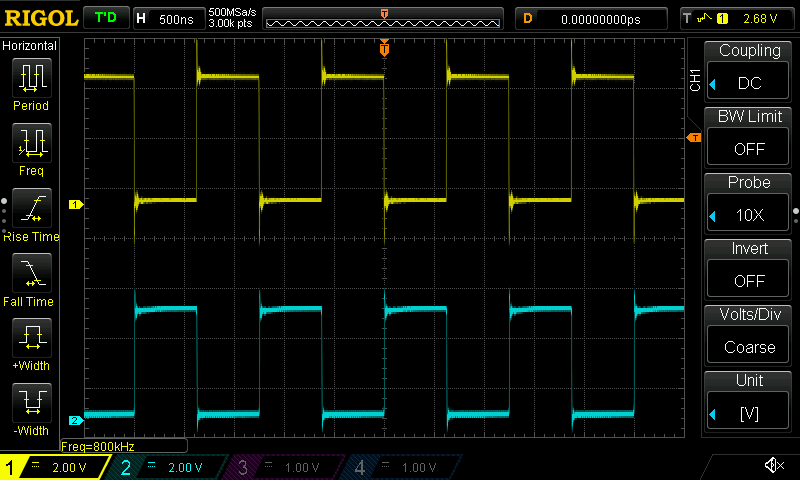 RIGOL T'D H 500ns 500MSa/s 3.00k pts D 0.00000000ps T 1 2.68 V
T
Horizontal
Period
Freq
Rise Time
Fall Time
+Width
-Width
1
2
T
CH1
Coupling
DC
BW Limit
OFF
Probe
10X
Invert
OFF
Volts/Div
Coarse
Unit
[V]
Freq=800kHz
1 = 2.00 V 2 = 2.00 V 3 = 1.00 V 4 = 1.00 V